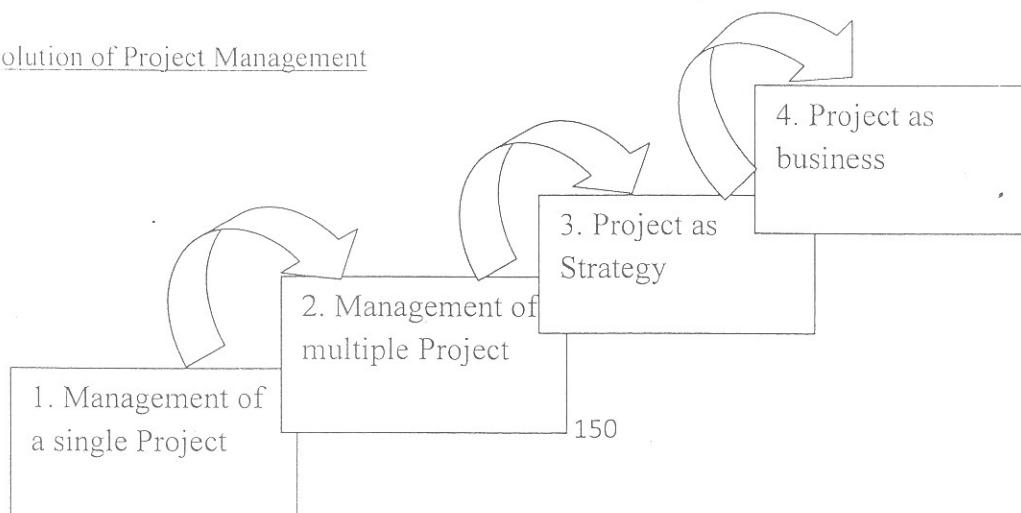 olution of Project Management
4. Project as
business
3. Project as
Strategy
2. Management of
multiple Project
1. Management of
a single Project
150